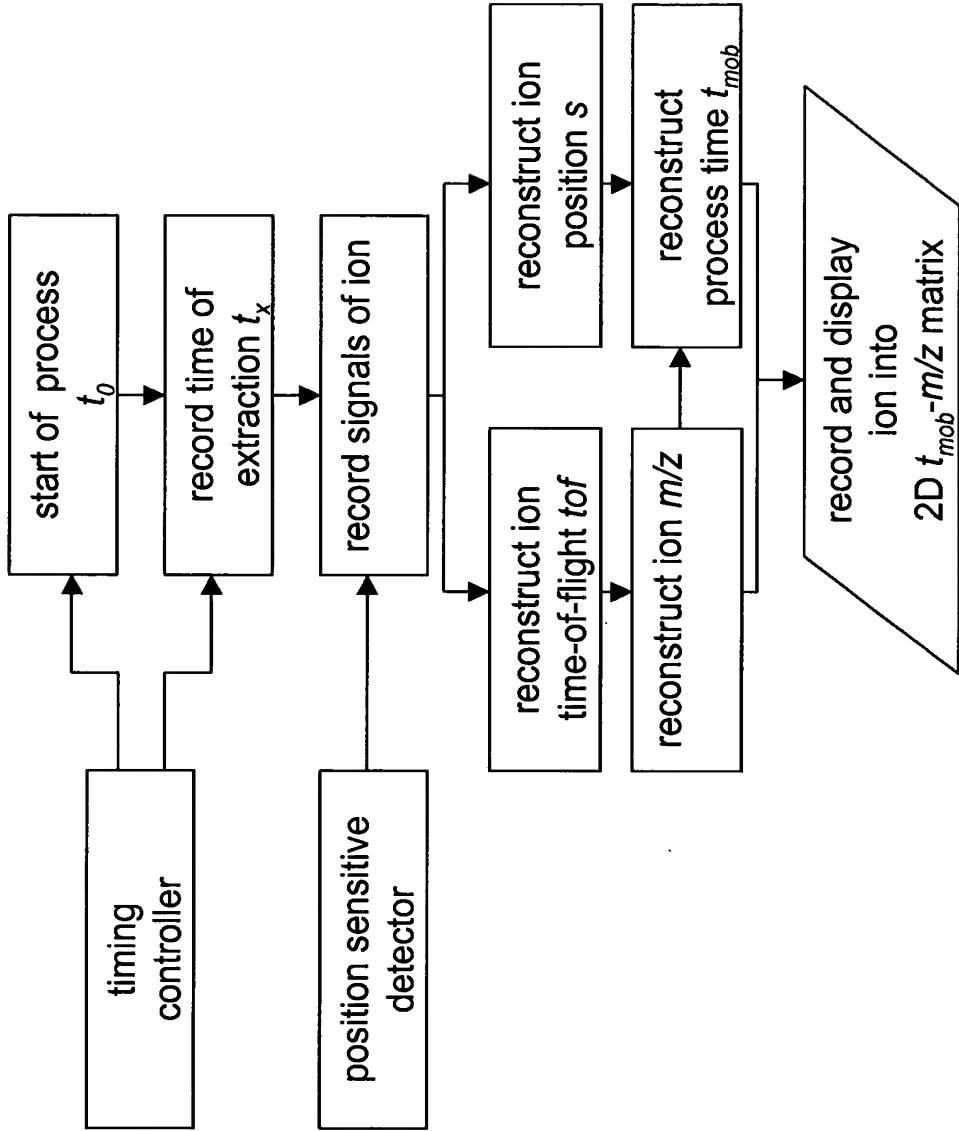 timing
controller
start of process
t0
record time of
extraction tx
position sensitive
detector
record signals of ion
reconstruct ion
time-of-flight tof
reconstruct ion
position s
reconstruct ion m/z
reconstruct
process time tmob
record and display
ion into
2D tmob-m/z matrix